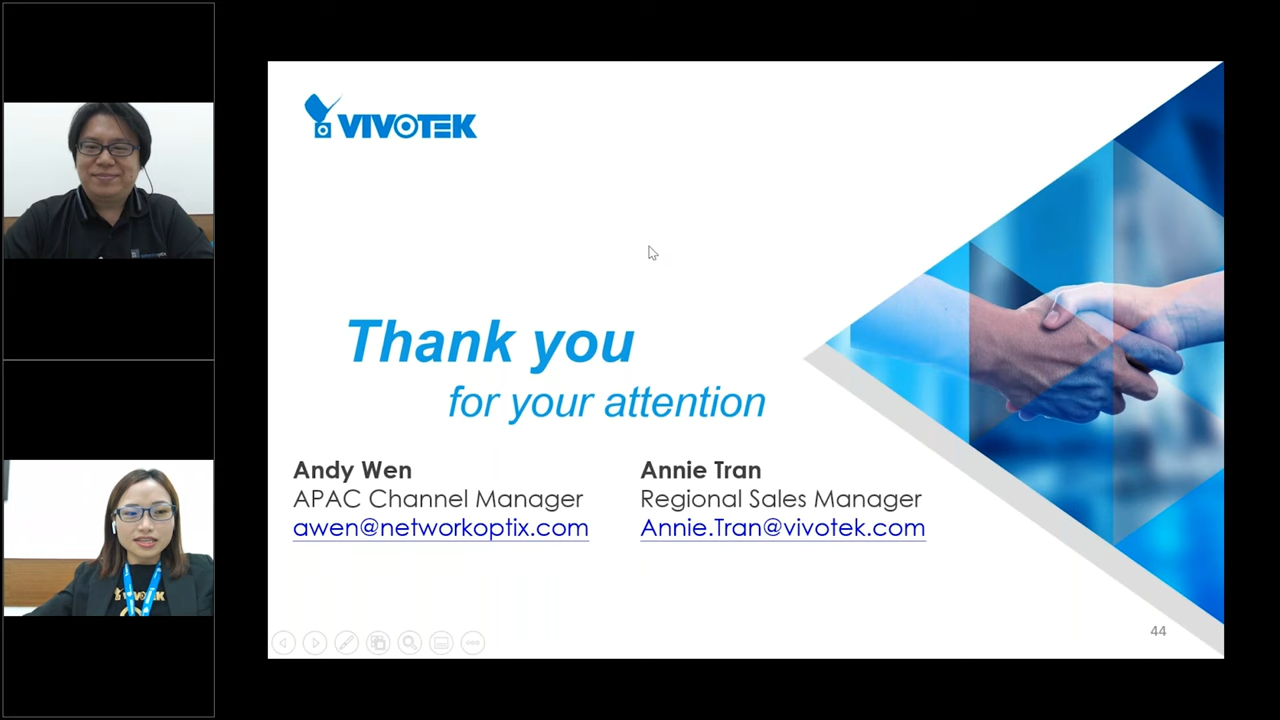 VIVOTEK
Thank you
for your attention
Andy Wen
APAC Channel Manager
awen@networkoptix.com
Annie Tran
Regional Sales Manager
Annie.Tran@vivotek.com
44
VIVOTEK